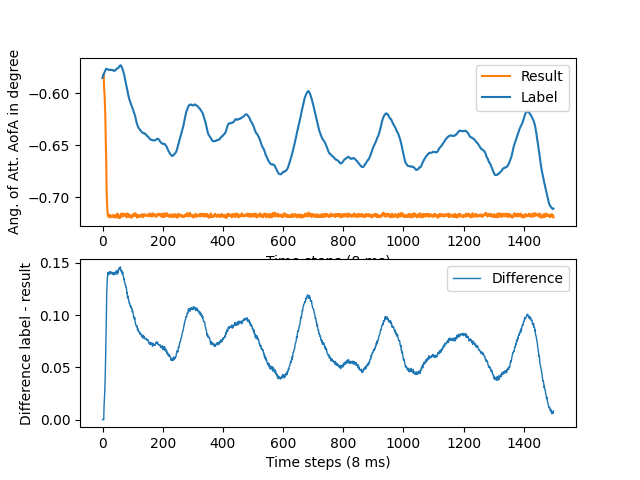 Ang. of Att. AofA in degree
−0.60
−0.65
−0.70
Result
Label
0 200 400 600 800 1000 1200 1400
Time steps (8 ms)
Difference label - result
0.15
0.10
0.05
0.00
Difference
0 200 400 600 800 1000 1200 1400
Time steps (8 ms)